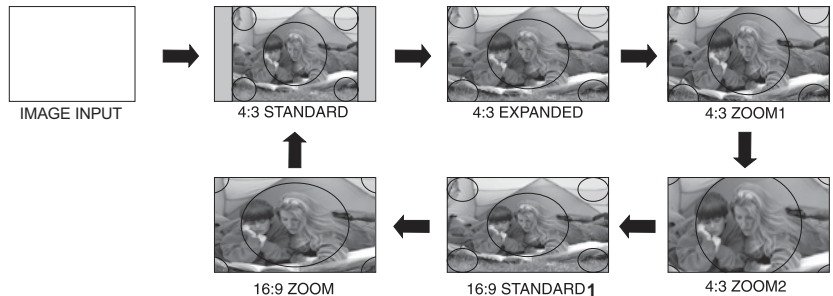 IMAGE INPUT
4:3 STANDARD
4:3 EXPANDED
4:3 ZOOM1
16:9 ZOOM
16:9 STANDARD1
4:3 ZOOM2